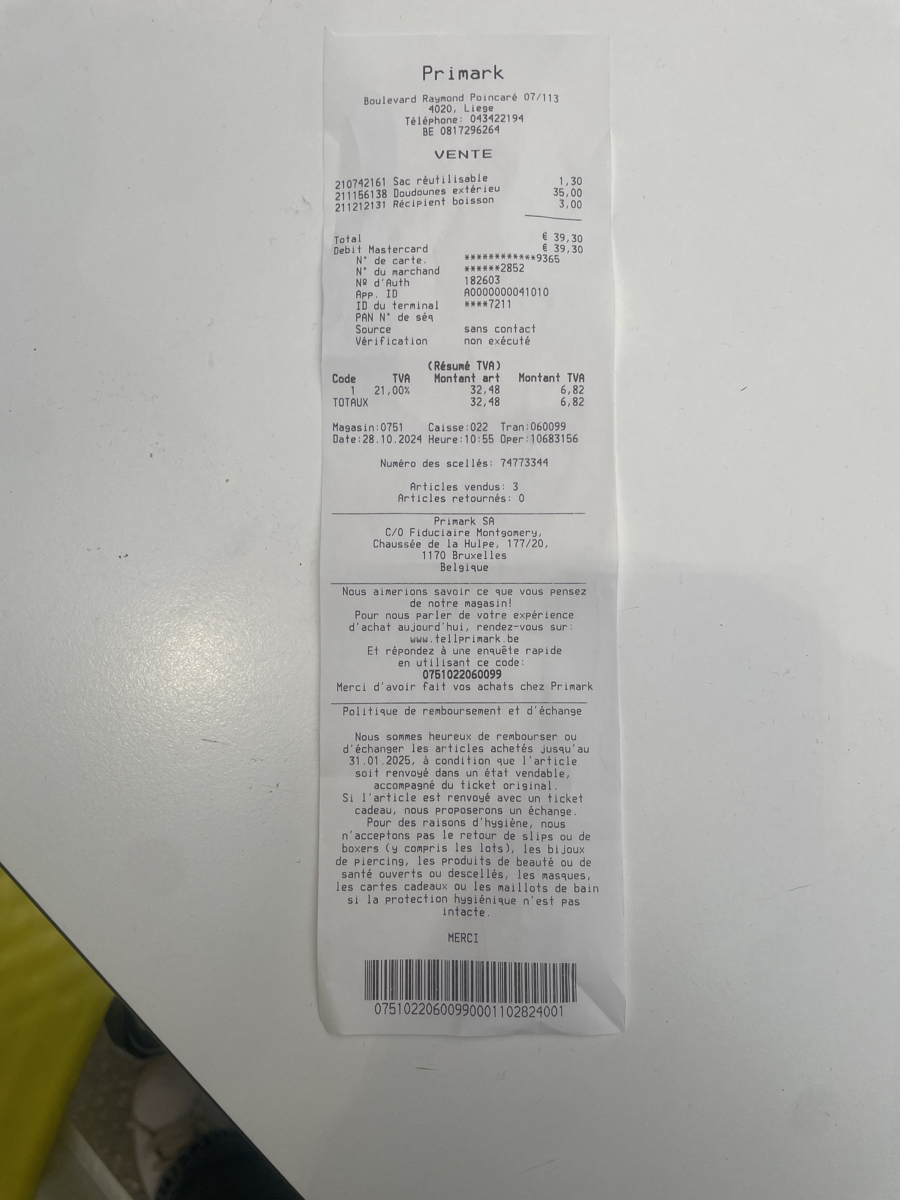 Primark
Boulevard Raymond Poincaré 07/113
4020, Liege
Téléphone: 043422194
BE 0817296264
VENTE
210742161 Sac réutilisable 1,30
211156138 Doudounes extérieu 35,00
211212131 Récipient boisson 3,00
Total € 39,30
Debit Mastercard € 39,30
N° de carte. ************9365
N° du marchand ******2852
Nº d'Auth 182603
App. ID A0000000041010
ID du terminal ****7211
PAN N° de séq
Source sans contact
Vérification non exécuté
(Résumé TVA)
Code TVA Montant art Montant TVA
1 21,00% 32,48 6,82
TOTAUX 32,48 6,82
Magasin:0751 Caisse:022 Tran:060099
Date:28.10.2024 Heure:10:55 Oper:10683156
Numéro des scellés: 74773344
Articles vendus: 3
Articles retournés: 0
Primark SA
C/O Fiduciaire Montgomery,
Chaussée de la Hulpe, 177/20,
1170 Bruxelles
Belgique
Nous aimerions savoir ce que vous pensez
de notre magasin!
Pour nous parler de votre expérience
d'achat aujourd'hui, rendez-vous sur:
www.tellprimark.be
Et répondez à une enquête rapide
en utilisant ce code:
0751022060099
Merci d'avoir fait vos achats chez Primark
Politique de remboursement et d'échange
Nous sommes heureux de rembourser ou
d'échanger les articles achetés jusqu'au
31.01.2025, à condition que l'article
soit renvoyé dans un état vendable,
accompagné du ticket original.
Si l'article est renvoyé avec un ticket
cadeau, nous proposerons un échange.
Pour des raisons d'hygiène, nous
n'acceptons pas le retour de slips ou de
boxers (y compris les lots), les bijoux
de piercing, les produits de beauté ou de
santé ouverts ou descellés, les masques,
les cartes cadeaux ou les maillots de bain
si la protection hygiénique n'est pas
intacte.
MERCI
07510220600990001102824001